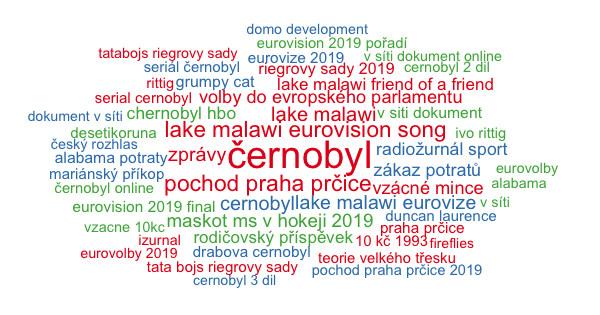 domo development
eurovision 2019 pořadí
tatabojs riegrovy sady
eurovize 2019
v síti dokument online
seriál černobyl
riegrovy sady 2019
cernobyl 2 dil
rittig
grumpy cat
lake malawi friend of a friend
serial cernobyl
volby do evropského parlamentu
dokument v síti
chernobyl hbo
lake malawi
v siti dokument
desetikoruna
lake malawi eurovision song
ivo rittig
český rozhlas
zprávy
černobyl
radiožurnál sport
alabama potraty
mariánský příkop
zákaz potratů
eurovolby
černobyl online
pochod praha prčice
vzácné mince
alabama
eurovision 2019 final
cernobyl
lake malawi eurovize
v síti
vzacne 10kc
maskot ms v hokeji 2019
duncan laurence
praha prčice
izurnal
rodičovský příspěvek
10 kč 1993
fireflies
eurovolby 2019
drabova cernobyl
teorie velkého třesku
tata bojs riegrovy sady
pochod praha prčice 2019
cernobyl 3 dil